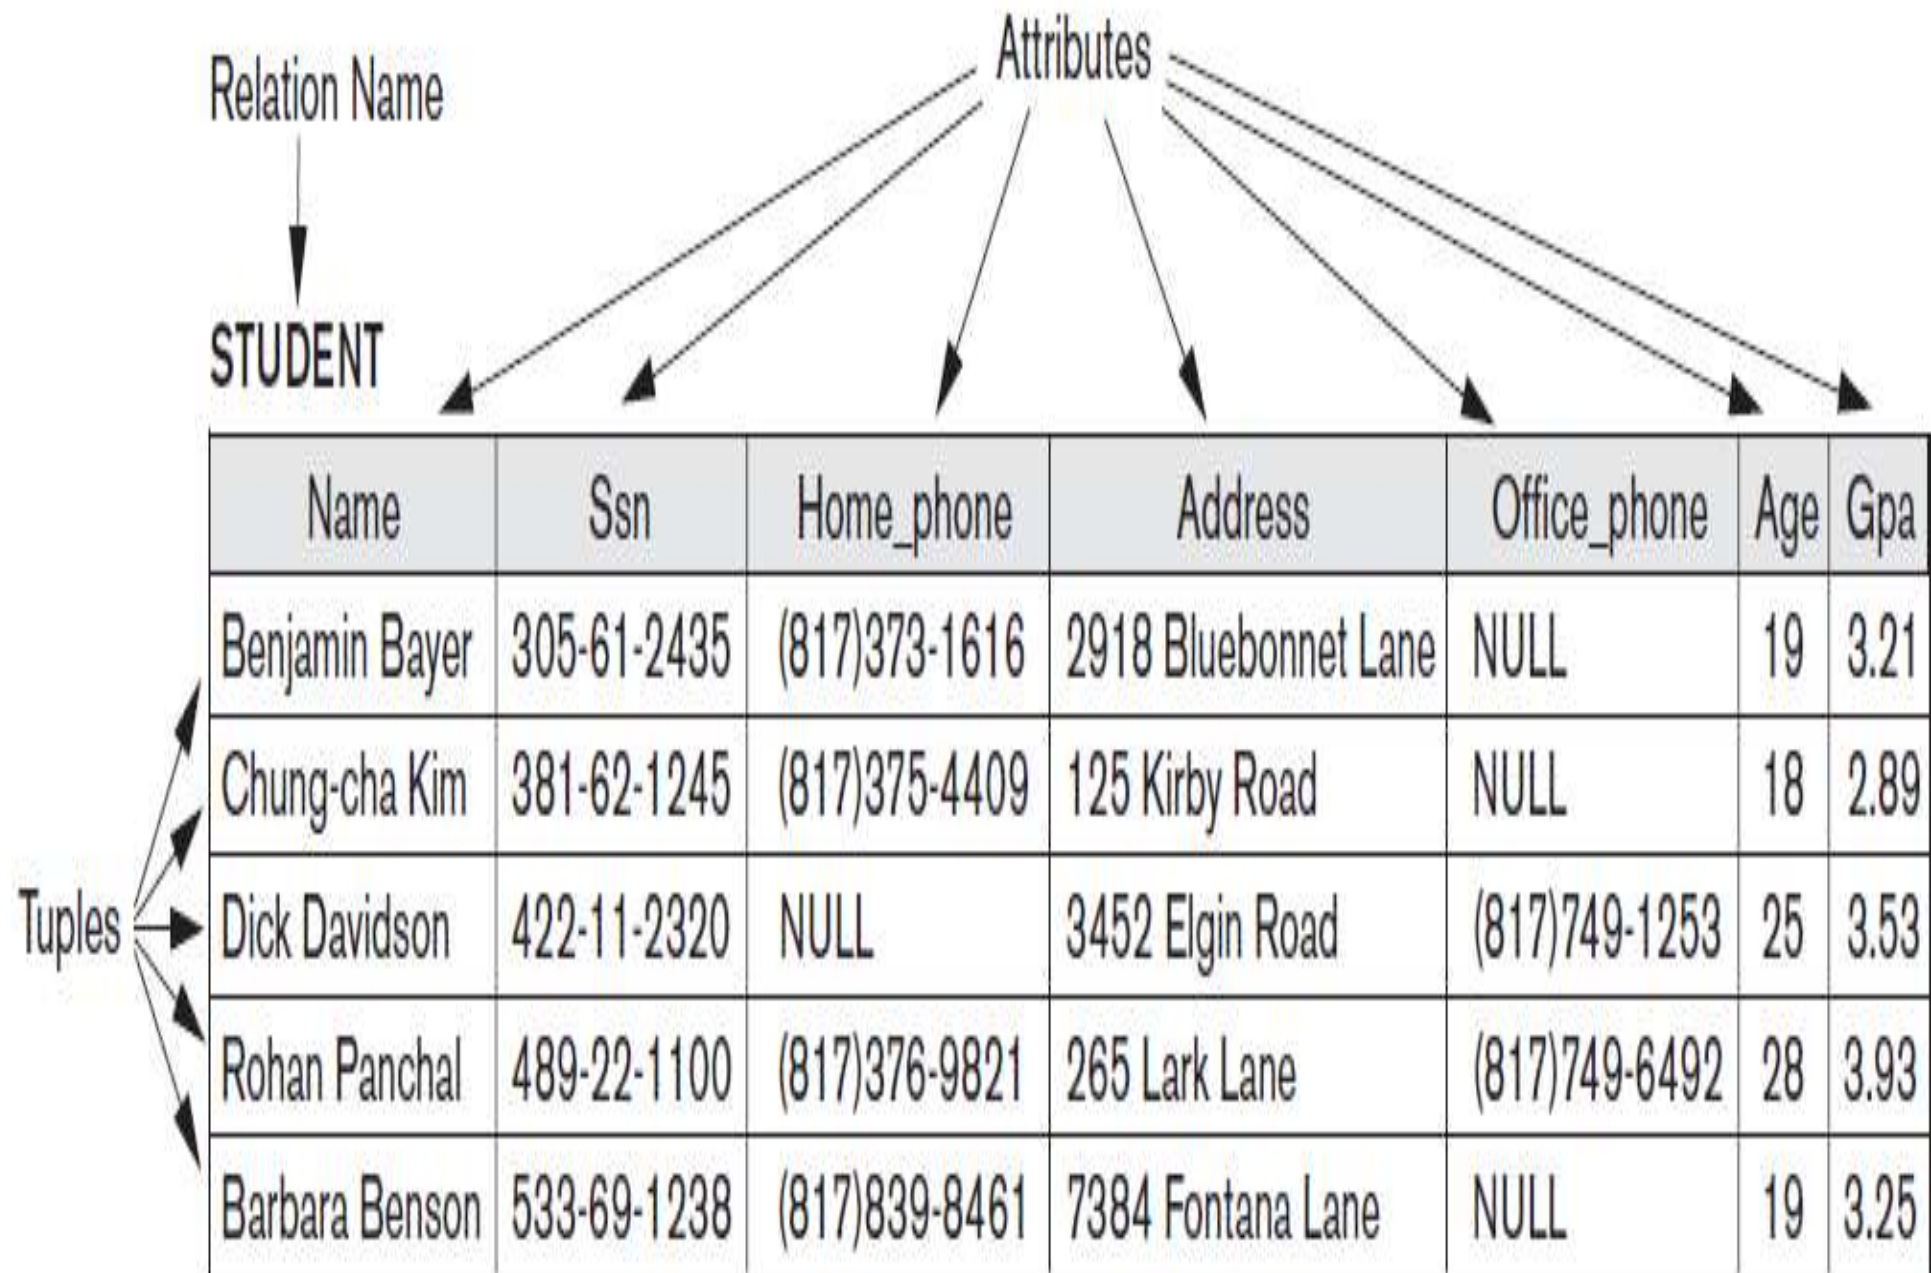 Attributes
Relation Name
STUDENT
Name Ssn Home_phone Address Office_phone Age Gpa
Benjamin Bayer 305-61-2435 (817)373-1616 2918 Bluebonnet Lane NULL 19 3.21
Chung-cha Kim 381-62-1245 (817)375-4409 125 Kirby Road NULL 18 2.89
Tuples Dick Davidson 422-11-2320 NULL 3452 Elgin Road (817)749-1253 25 3.53
Rohan Panchal 489-22-1100 (817)376-9821 265 Lark Lane (817)749-6492 28 3.93
Barbara Benson 533-69-1238 (817)839-8461 7384 Fontana Lane NULL 19 3.25